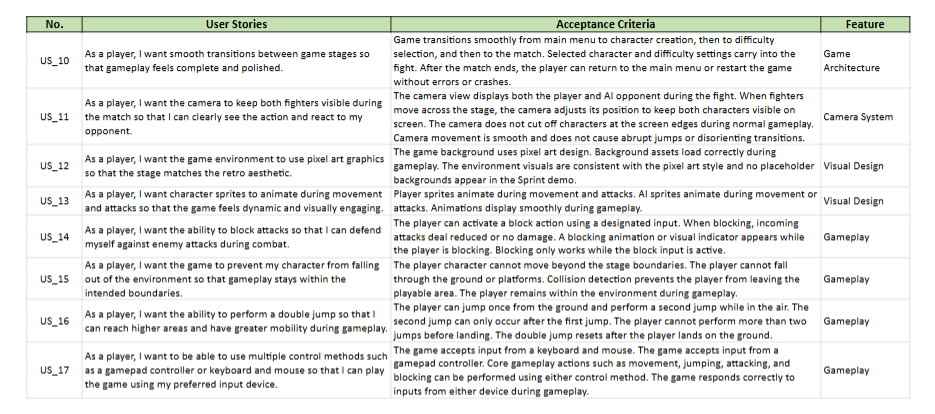 No. User Stories Acceptance Criteria Feature
US_10
As a player, I want smooth transitions between game stages so
that gameplay feels complete and polished.
Game transitions smoothly from main menu to character creation, then to difficulty
selection, and then to the match. Selected character and difficulty settings carry into the
fight. After the match ends, the player can return to the main menu or restart the game
without errors or crashes.
Game
Architecture
US_11
As a player, I want the camera to keep both fighters visible during
the match so that I can clearly see the action and react to my
opponent.
The camera view displays both the player and AI opponent during the fight. When fighters
move across the stage, the camera adjusts its position to keep both characters visible on
screen. The camera does not cut off characters at the screen edges during normal gameplay.
Camera movement is smooth and does not cause abrupt jumps or disorienting transitions.
Camera System
US_12
As a player, I want the game environment to use pixel art graphics
so that the stage matches the retro aesthetic.
The game background uses pixel art design. Background assets load correctly during
gameplay. The environment visuals are consistent with the pixel art style and no placeholder
backgrounds appear in the Sprint demo.
Visual Design
US_13
As a player, I want character sprites to animate during movement
and attacks so that the game feels dynamic and visually engaging.
Player sprites animate during movement and attacks. AI sprites animate during movement or
attacks. Animations display smoothly during gameplay.
Visual Design
US_14
As a player, I want the ability to block attacks so that I can defend
myself against enemy attacks during combat.
The player can activate a block action using a designated input. When blocking, incoming
attacks deal reduced or no damage. A blocking animation or visual indicator appears while
the player is blocking. Blocking only works while the block input is active.
Gameplay
US_15
As a player, I want the game to prevent my character from falling
out of the environment so that gameplay stays within the
intended boundaries.
The player character cannot move beyond the stage boundaries. The player cannot fall
through the ground or platforms. Collision detection prevents the player from leaving the
playable area. The player remains within the environment during gameplay.
Gameplay
US_16
As a player, I want the ability to perform a double jump so that I
can reach higher areas and have greater mobility during gameplay.
The player can jump once from the ground and perform a second jump while in the air. The
second jump can only occur after the first jump. The player cannot perform more than two
jumps before landing. The double jump resets after the player lands on the ground.
Gameplay
US_17
As a player, I want to be able to use multiple control methods such
as a gamepad controller or keyboard and mouse so that I can play
the game using my preferred input device.
The game accepts input from a keyboard and mouse. The game accepts input from a
gamepad controller. Core gameplay actions such as movement, jumping, attacking, and
blocking can be performed using either control method. The game responds correctly to
inputs from either device during gameplay.
Gameplay